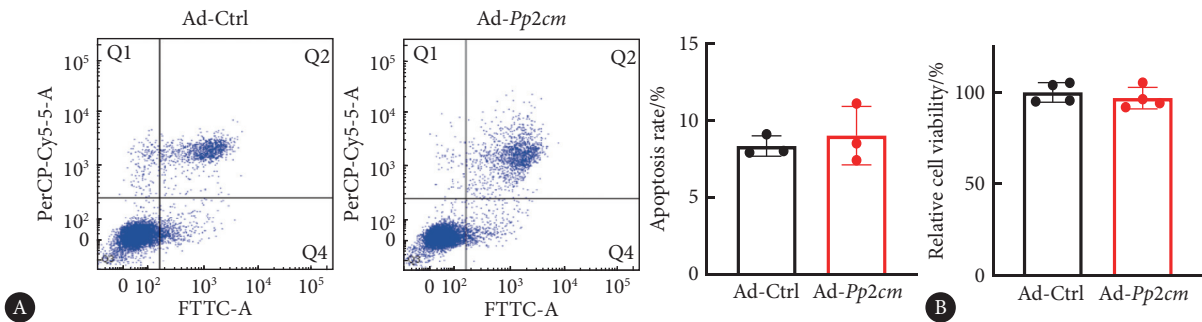 Ad-Ctrl
Q1
Q2
Q4
PerCP-Cy5-5-A
10⁵
10⁴
10³
10²
0
0 10² 10³ 10⁴ 10⁵
FTTC-A
Ad-Pp2cm
Q1
Q2
Q4
PerCP-Cy5-5-A
10⁵
10⁴
10³
10²
0
0 10² 10³ 10⁴ 10⁵
FTTC-A
A
Apoptosis rate/%
15
10
5
0
Ad-Ctrl Ad-Pp2cm
B
Relative cell viability/%
100
50
0
Ad-Ctrl Ad-Pp2cm